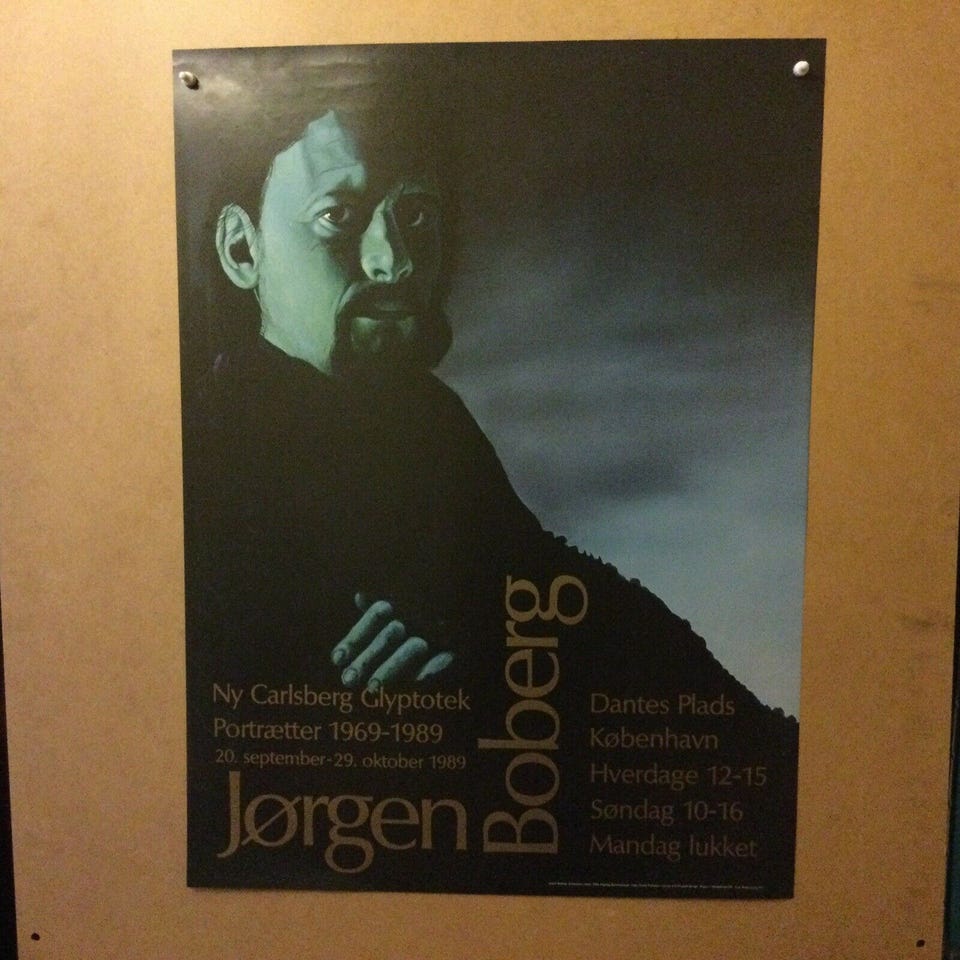 Ny Carlsberg Glyptotek
Portrætter 1969-1989
20. september-29. oktober 1989
Jørgen
Boberg
Dantes Plads
København
Hverdage 12-15
Søndag 10-16
Mandag lukket